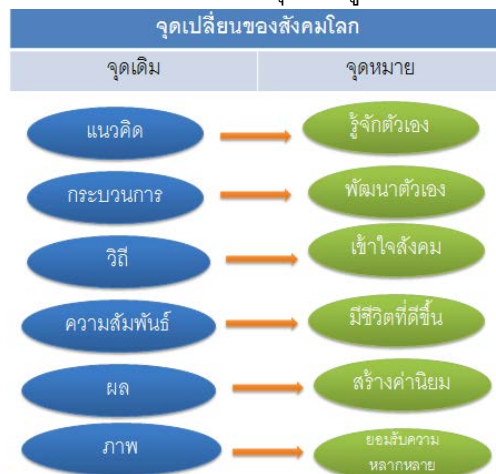 จุดเปลี่ยนของสังคมโลก
จุดเดิม จุดหมาย
แนวคิด รู้จักตัวเอง
กระบวนการ พัฒนาตัวเอง
วิถี เข้าใจสังคม
ความสัมพันธ์ มีชีวิตที่ดีขึ้น
ผล สร้างค่านิยม
ภาพ ยอมรับความ
หลากหลาย